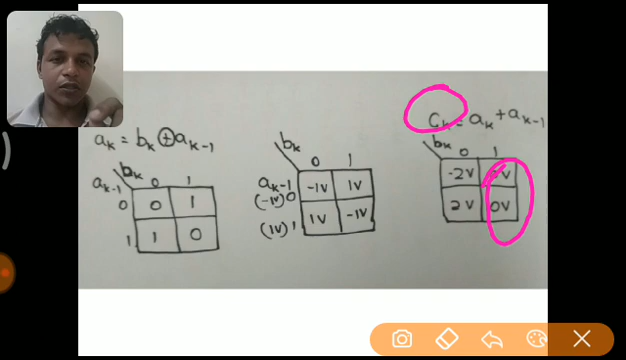 aₖ = bₖ ⊕ aₖ₋₁
bₖ
0 1
aₖ₋₁
0 0 1
1 1 0
bₖ
0 1
aₖ₋₁
(-1V) 0 -1V 1V
(1V) 1 1V -1V
Cₖ = aₖ + aₖ₋₁
bₖ
0 1
-2V V
2V 0V